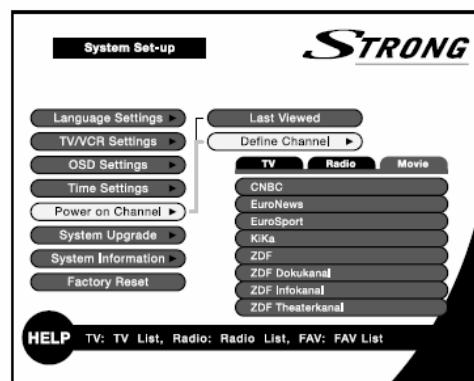 System Set-up
STRONG
Language Settings
TV/VCR Settings
OSD Settings
Time Settings
Power on Channel
System Upgrade
System Information
Factory Reset
Last Viewed
Define Channel
TV Radio Movie
CNBC
EuroNews
EuroSport
KiKa
ZDF
ZDF Dokukanal
ZDF Infokanal
ZDF Theaterkanal
HELP TV: TV List, Radio: Radio List, FAV: FAV List